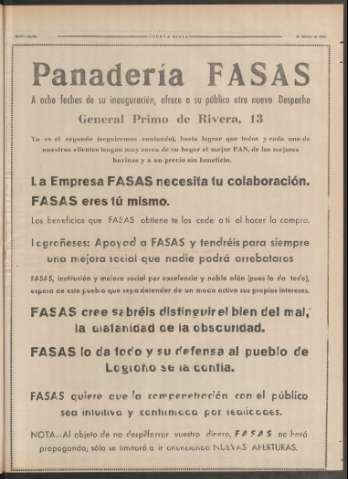 NUEVA RIOJA
Panadería FASAS
A ocho fechas de su inauguración, ofrece a su público otro nuevo Despacho
General Primo de Rivera, 13
Ya es el segundo (seguiremos contando), hasta lograr que todos y cada uno de
nuestros clientes tengan muy cerca de su hogar el mejor PAN, de las mejores
harinas y a un precio sin beneficio.
La Empresa FASAS necesita tu colaboración.
FASAS eres tú mismo.
Los beneficios que FASAS obtiene te los cede a ti al hacer la compra.
Logroñeses: Apoyad a FASAS y tendréis para siempre
una mejora social que nadie podrá arrebataros
FASAS, institución y mejora social por excelencia y noble afán (pues lo da todo),
espera de este pueblo que sepa defender de un modo activo sus propios intereses.
FASAS cree sabréis distinguir el bien del mal,
la diafanidad de la obscuridad.
FASAS lo da todo y su defensa al pueblo de
Logroño se la confía.
FASAS quiere que la compenetración con el público
sea intuitiva y confirmada por realidades.
NOTA.-Al objeto de no despilfarrar vuestro dinero, FASAS no hará
propaganda; sólo se limitará a ir anunciando NUEVAS APERTURAS.